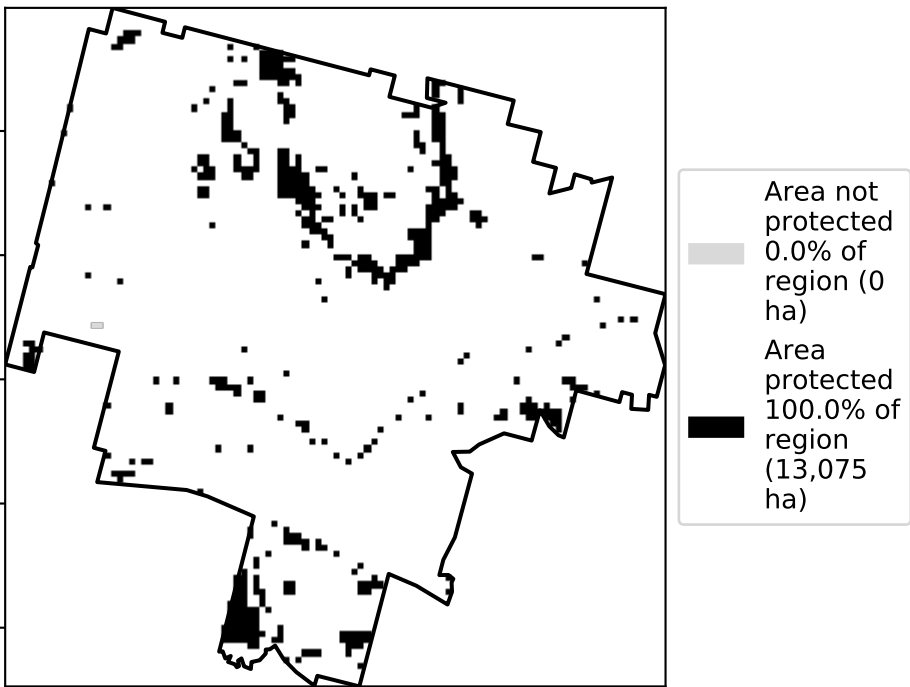 Area not
protected
0.0% of
region (0
ha)
Area
protected
100.0% of
region
(13,075
ha)